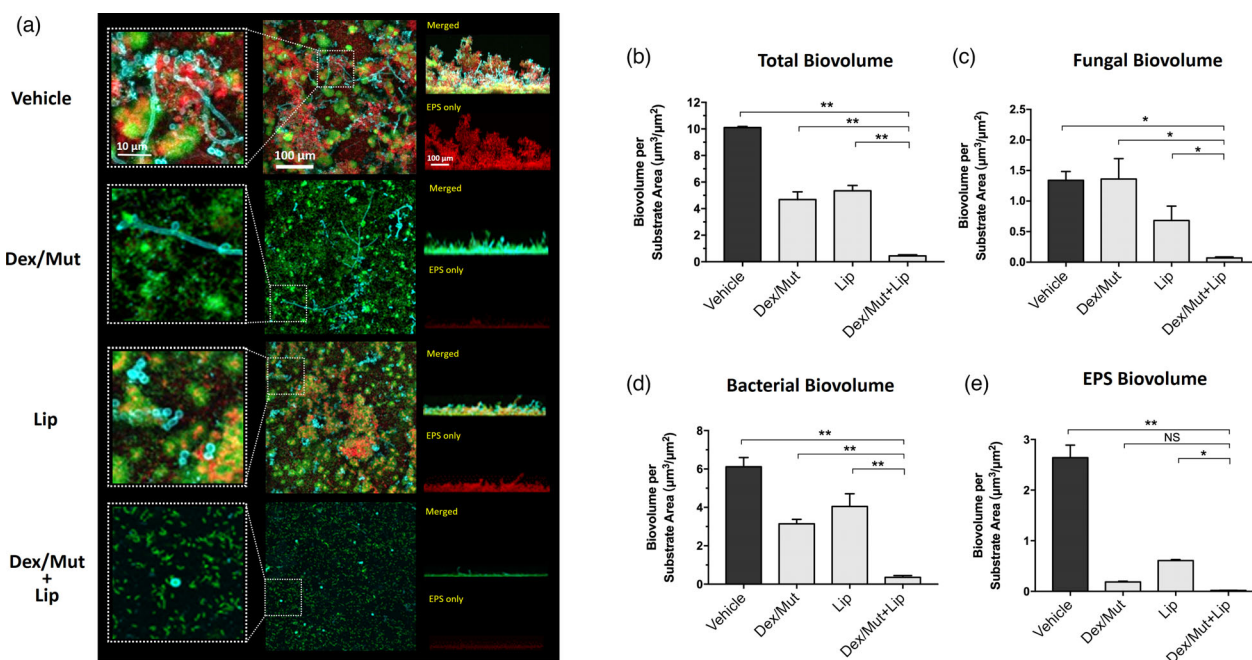 (a)
Vehicle
10 μm
100 μm
Merged
EPS only
100 μm
Dex/Mut
Merged
EPS only
Lip
Merged
EPS only
Dex/Mut
+
Lip
Merged
EPS only
(b)
Total Biovolume
Biovolume per
Substrate Area (μm³/μm²)
12
10
8
6
4
2
0
**
**
**
Vehicle
Dex/Mut
Lip
Dex/Mut+Lip
(c)
Fungal Biovolume
Biovolume per
Substrate Area (μm³/μm²)
2.5
2.0
1.5
1.0
0.5
0.0
*
*
*
Vehicle
Dex/Mut
Lip
Dex/Mut+Lip
(d)
Bacterial Biovolume
Biovolume per
Substrate Area (μm³/μm²)
8
6
4
2
0
**
**
**
Vehicle
Dex/Mut
Lip
Dex/Mut+Lip
(e)
EPS Biovolume
Biovolume per
Substrate Area (μm³/μm²)
3
2
1
0
**
NS
*
Vehicle
Dex/Mut
Lip
Dex/Mut+Lip